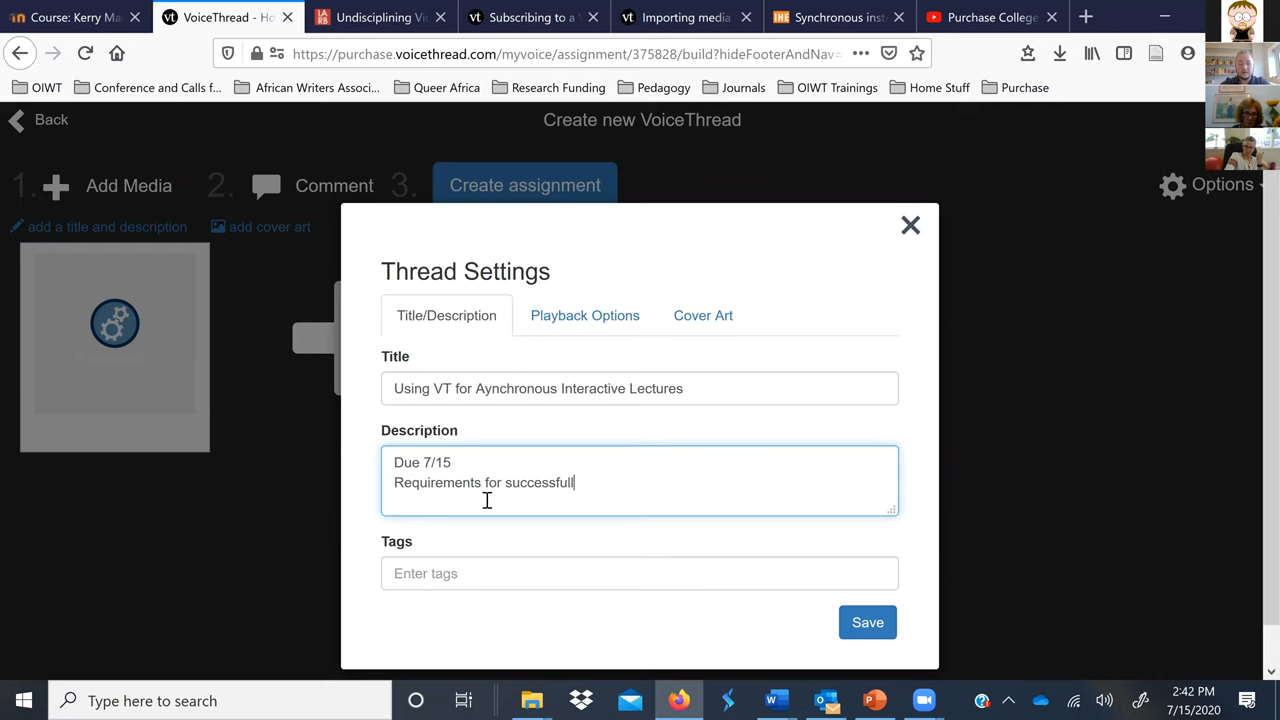 Course: Kerry Ma
VoiceThread - Ho
Undisciplining Vi
Subscribing to a V
Importing media
Synchronous inst
Purchase College
https://purchase.voicethread.com/myvoice/assignment/375828/build?hideFooterAndNav=
OIWT
Conference and Calls f...
African Writers Associ...
Queer Africa
Research Funding
Pedagogy
Journals
OIWT Trainings
Home Stuff
Purchase
Back
Create new VoiceThread
1. Add Media
2. Comment
3. Create assignment
Options
add a title and description
add cover art
Thread Settings
Title/Description
Playback Options
Cover Art
Title
Using VT for Aynchronous Interactive Lectures
Description
Due 7/15
Requirements for successfull
Tags
Enter tags
Save
Type here to search
2:42 PM
7/15/2020